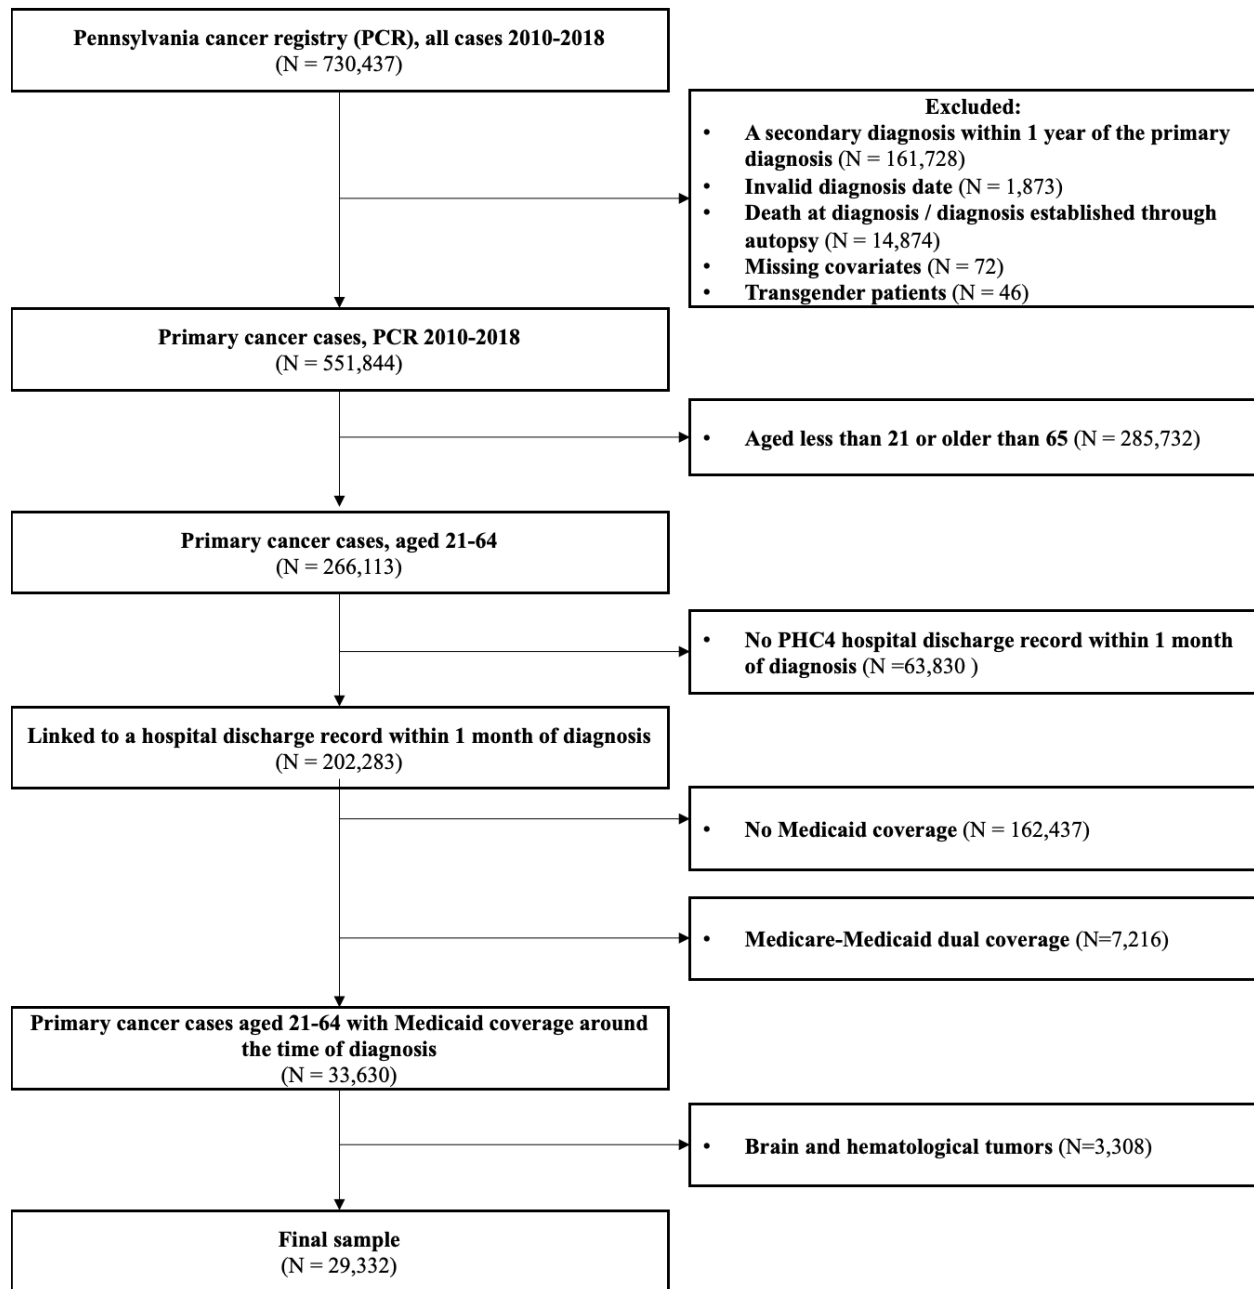 Pennsylvania cancer registry (PCR), all cases 2010-2018
(N = 730,437)
Excluded:
• A secondary diagnosis within 1 year of the primary
diagnosis (N = 161,728)
• Invalid diagnosis date (N = 1,873)
• Death at diagnosis / diagnosis established through
autopsy (N = 14,874)
• Missing covariates (N = 72)
• Transgender patients (N = 46)
Primary cancer cases, PCR 2010-2018
(N = 551,844)
• Aged less than 21 or older than 65 (N = 285,732)
Primary cancer cases, aged 21-64
(N = 266,113)
• No PHC4 hospital discharge record within 1 month
of diagnosis (N =63,830 )
Linked to a hospital discharge record within 1 month of diagnosis
(N = 202,283)
• No Medicaid coverage (N = 162,437)
• Medicare-Medicaid dual coverage (N=7,216)
Primary cancer cases aged 21-64 with Medicaid coverage around
the time of diagnosis
(N = 33,630)
• Brain and hematological tumors (N=3,308)
Final sample
(N = 29,332)